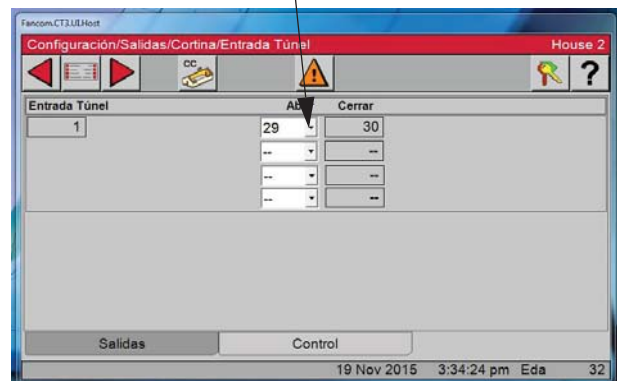 Fancom.CT3.UI.Host
Configuración/Salidas/Cortina/Entrada Túnel House 2
CC ?
Entrada Túnel Cerrar
1 29 30
-- --
-- --
-- --
Salidas Control
19 Nov 2015 3:34:24 pm Eda 32